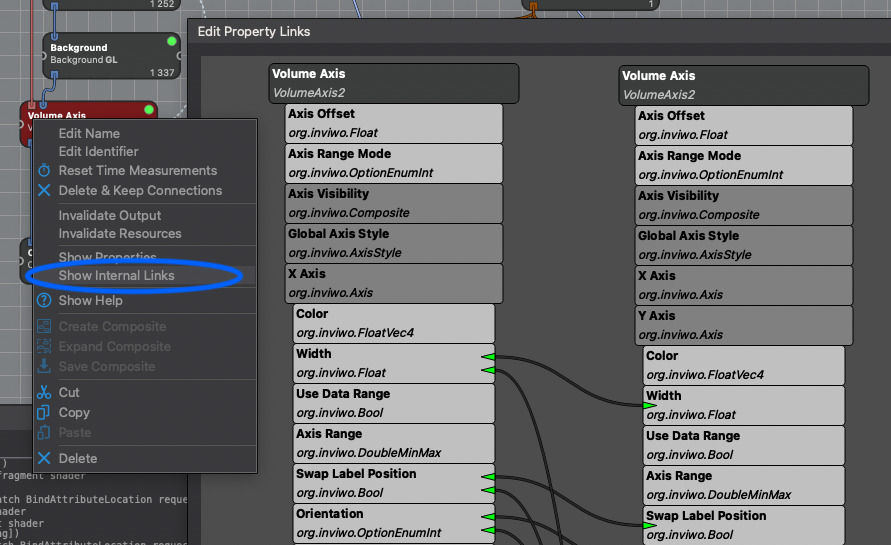 1 252
Background
Background GL
1 337
Volume Axis
Edit Name
Edit Identifier
Reset Time Measurements
Delete & Keep Connections
Invalidate Output
Invalidate Resources
Show Properties
Show Internal Links
Show Help
Create Composite
Expand Composite
Save Composite
Cut
Copy
Paste
Delete
)
fragment shader
atch BindAttributeLocation reque
hader
t shader
ng])
1
Edit Property Links
Volume Axis
VolumeAxis2
Axis Offset
org.inviwo.Float
Axis Range Mode
org.inviwo.OptionEnumInt
Axis Visibility
org.inviwo.Composite
Global Axis Style
org.inviwo.AxisStyle
X Axis
org.inviwo.Axis
Color
org.inviwo.FloatVec4
Width
org.inviwo.Float
Use Data Range
org.inviwo.Bool
Axis Range
org.inviwo.DoubleMinMax
Swap Label Position
org.inviwo.Bool
Orientation
org.inviwo.OptionEnumInt
Volume Axis
VolumeAxis2
Axis Offset
org.inviwo.Float
Axis Range Mode
org.inviwo.OptionEnumInt
Axis Visibility
org.inviwo.Composite
Global Axis Style
org.inviwo.AxisStyle
X Axis
org.inviwo.Axis
Y Axis
org.inviwo.Axis
Color
org.inviwo.FloatVec4
Width
org.inviwo.Float
Use Data Range
org.inviwo.Bool
Axis Range
org.inviwo.DoubleMinMax
Swap Label Position
org.inviwo.Bool